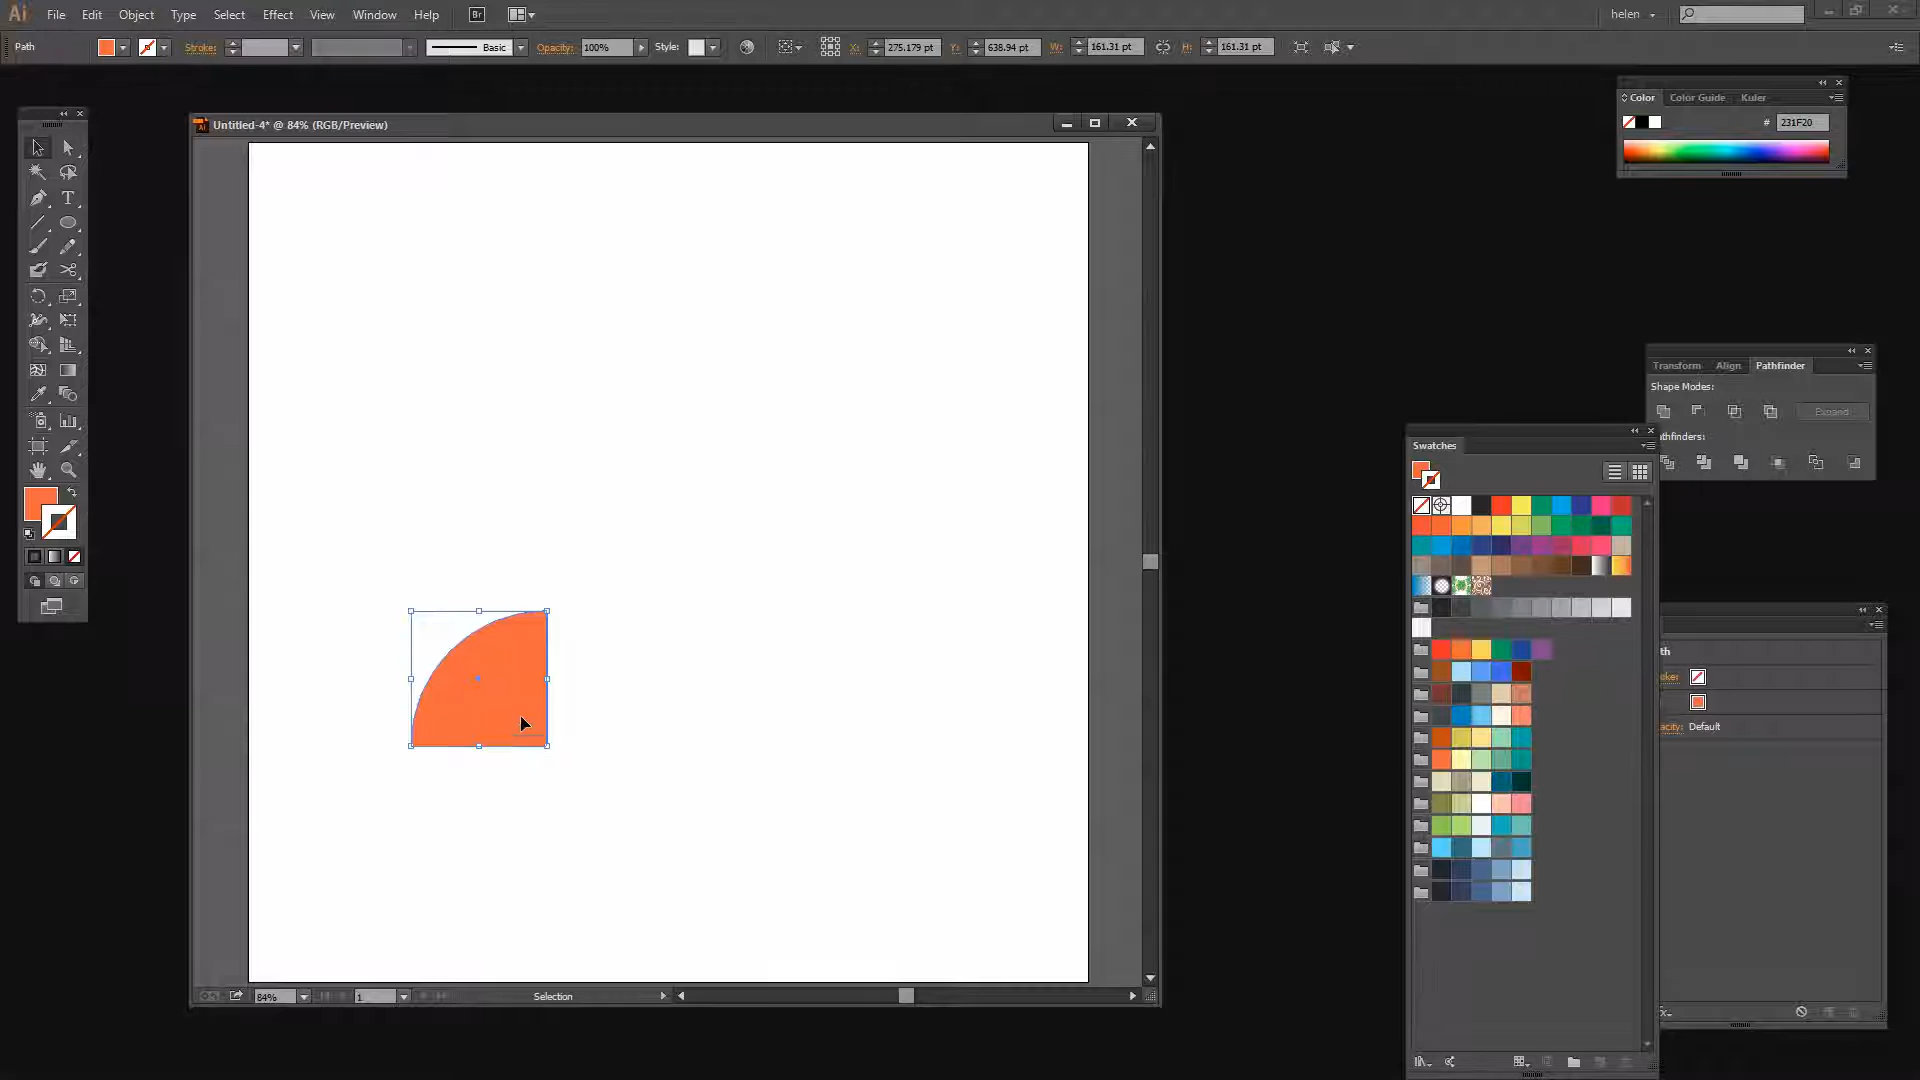 Ai File Edit Object Type Select Effect View Window Help Br helen
Path Stroke: Basic Opacity: 100% Style: X: 275.179 pt Y: 638.94 pt W: 161.31 pt H: 161.31 pt
Untitled-4* @ 84% (RGB/Preview)
Color Color Guide Kuler
# 231F20
Transform Align Pathfinder
Shape Modes:
Expand
athfinders:
Swatches
th
oker
acity: Default
84% 1 Selection